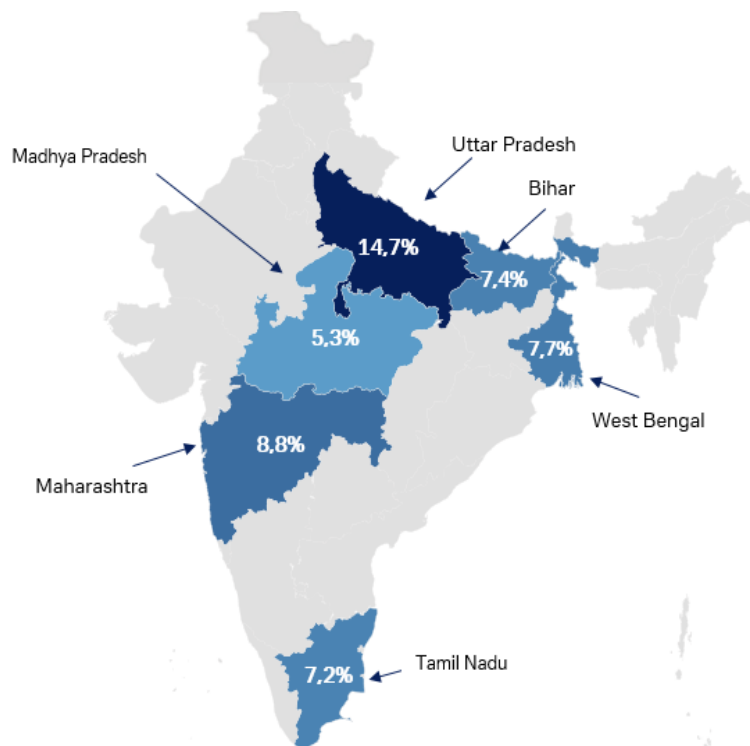 Uttar Pradesh
Madhya Pradesh
Bihar
14,7%
7,4%
5,3%
7,7%
West Bengal
8,8%
Maharashtra
Tamil Nadu
7,2%